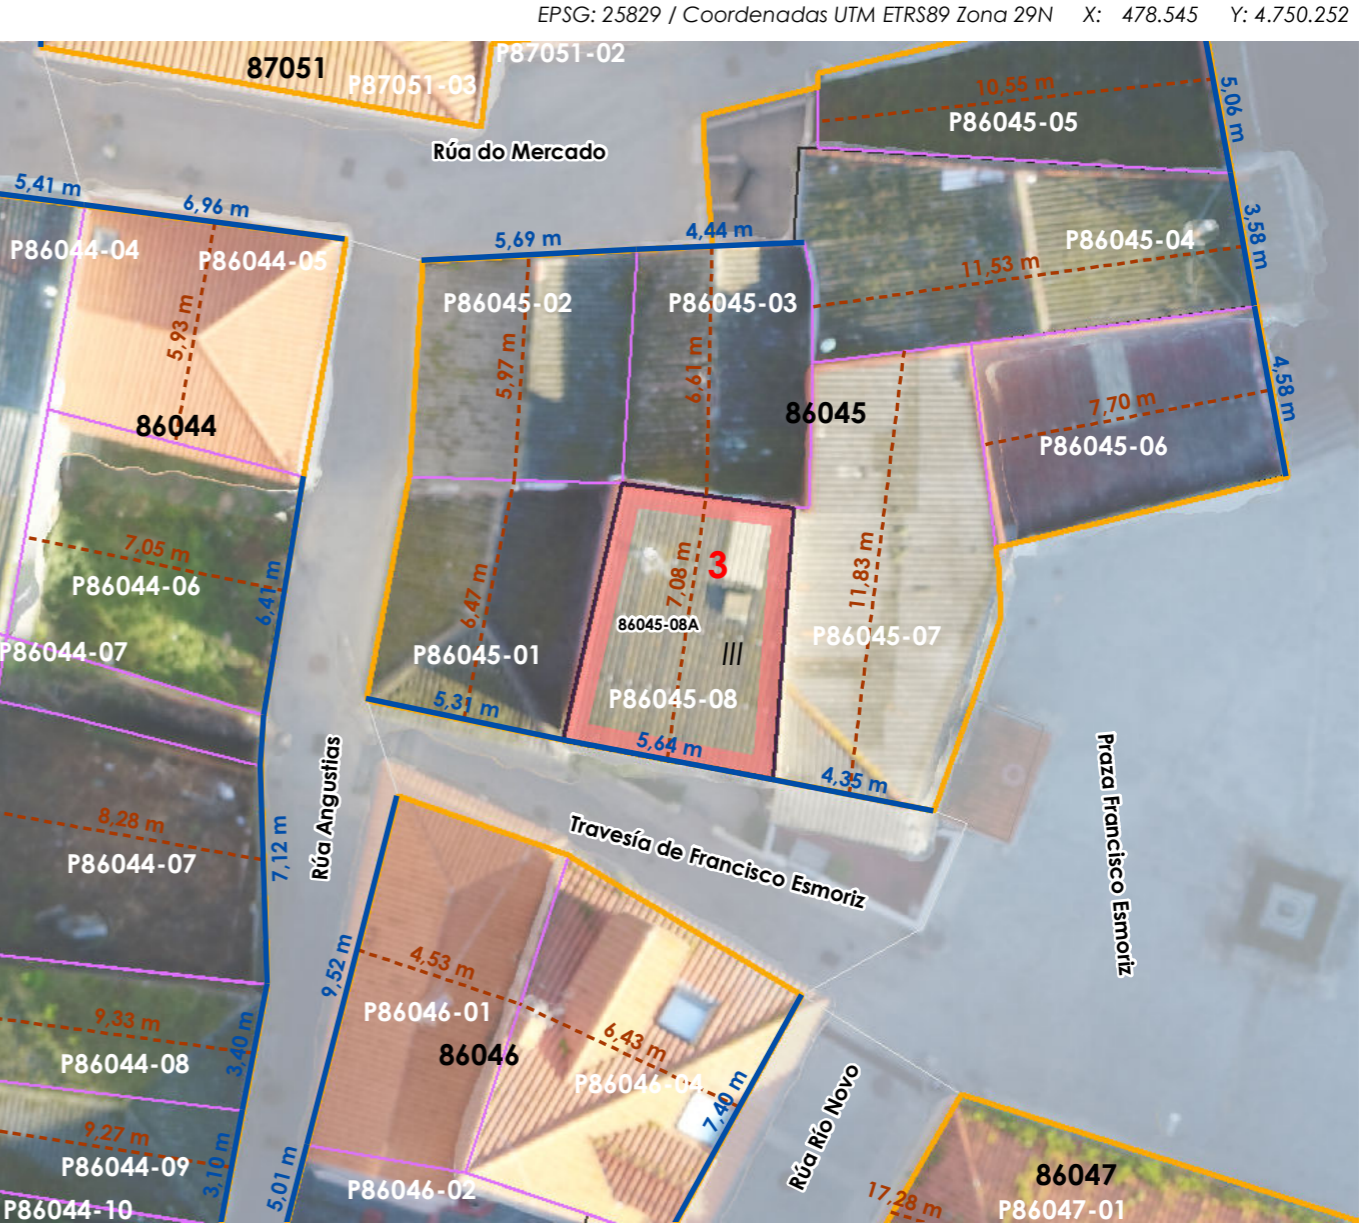 EPSG: 25829 / Coordenadas UTM ETRS89 Zona 29N X: 478.545 Y: 4.750.252
P87051-02
87051
P87051-03
10,55 m
5,06 m
P86045-05
Rúa do Mercado
5,41 m
6,96 m
5,69 m
4,44 m
3,58 m
P86044-04
P86044-05
P86045-04
11,53 m
P86045-02
P86045-03
5,93 m
5,97 m
6,61 m
4,58 m
7,70 m
86045
86044
P86045-06
7,05 m
P86044-06
6,41 m
6,47 m
7,08 m
3
11,83 m
86045-08A
P86045-07
P86044-07
P86045-01
III
P86045-08
5,31 m
5,64 m
4,35 m
Praza Francisco Esmoriz
Rúa Angustias
8,28 m
P86044-07
7,12 m
Travesía de Francisco Esmoriz
9,52 m
4,53 m
P86046-01
9,33 m
6,43 m
86046
P86044-08
3,40 m
P86046-04
7,40 m
Rúa Río Novo
9,27 m
P86044-09
3,10 m
5,01 m
P86046-02
86047
17,28 m
P86047-01
P86044-10